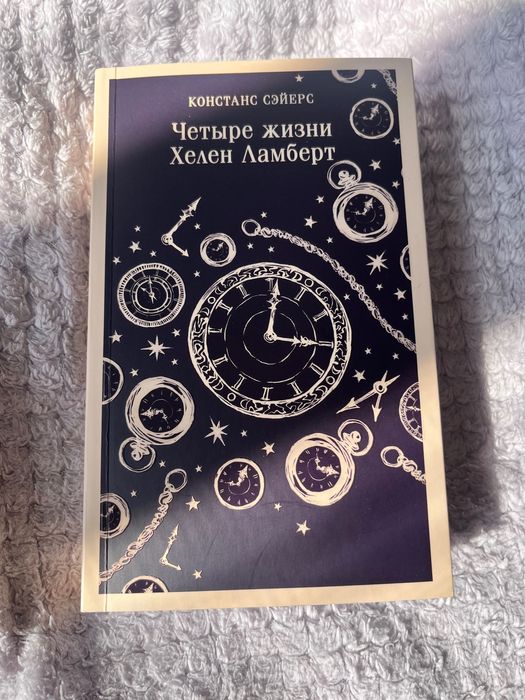 КОНСТАНС СЭЙЕРС
Четыре жизни
Хелен Ламберт